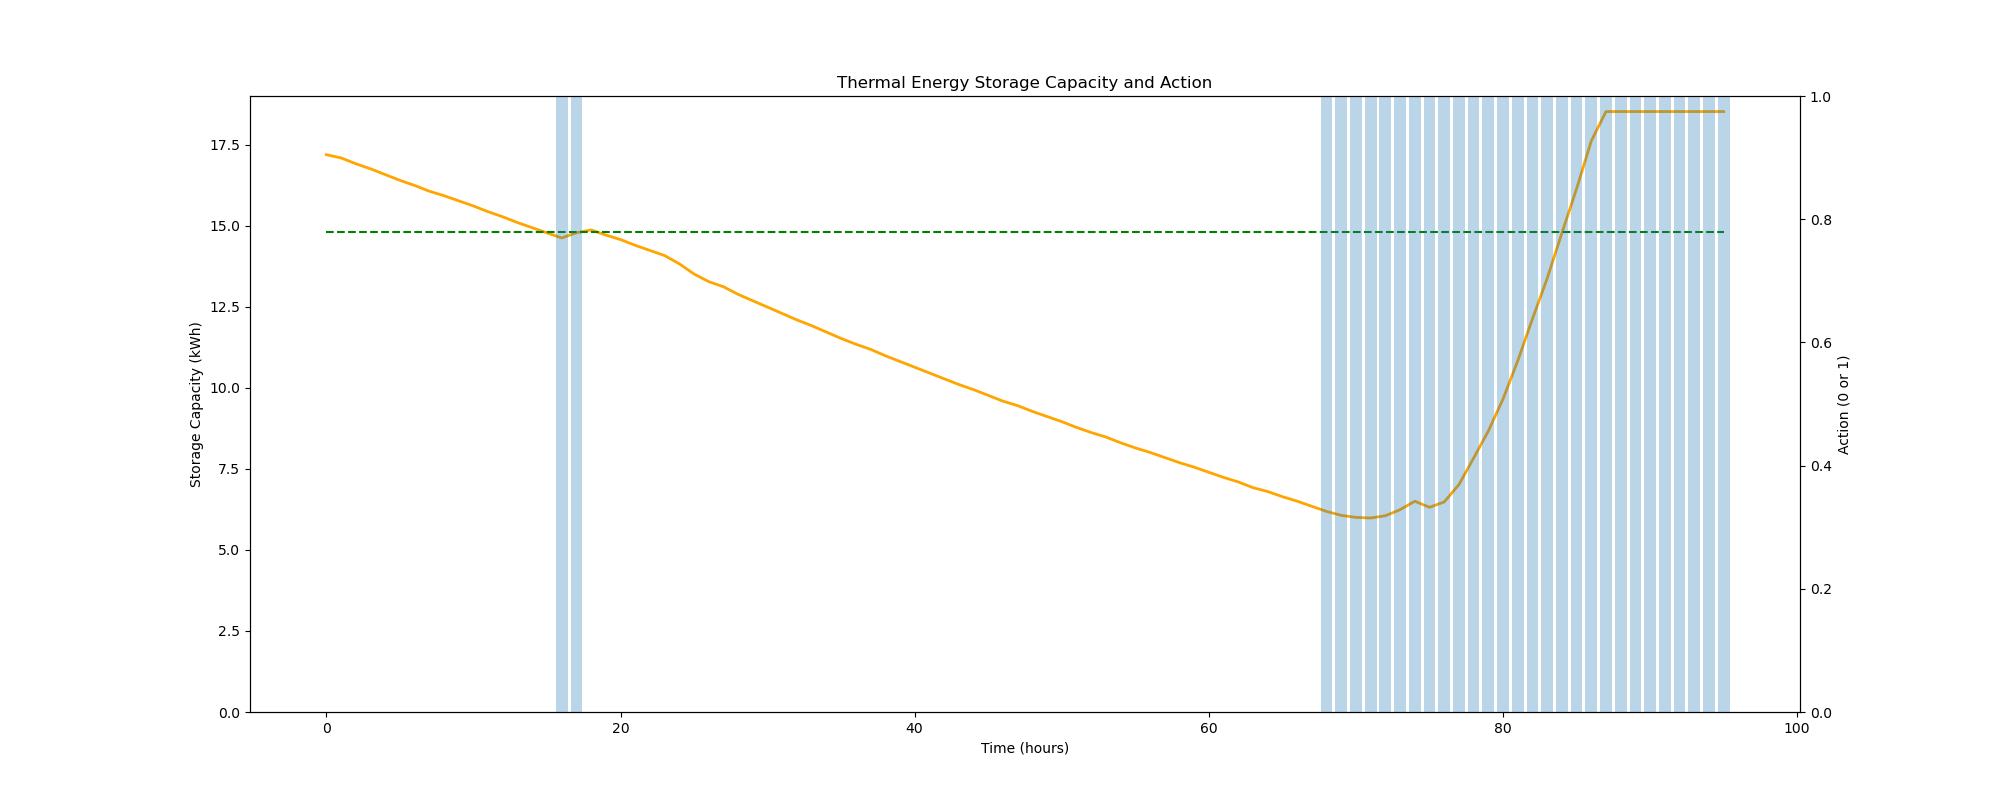 Thermal Energy Storage Capacity and Action
17.5
15.0
12.5
10.0
7.5
5.0
2.5
0.0
Storage Capacity (kWh)
1.0
0.8
0.6
0.4
0.2
0.0
Action (0 or 1)
0 20 40 60 80 100
Time (hours)